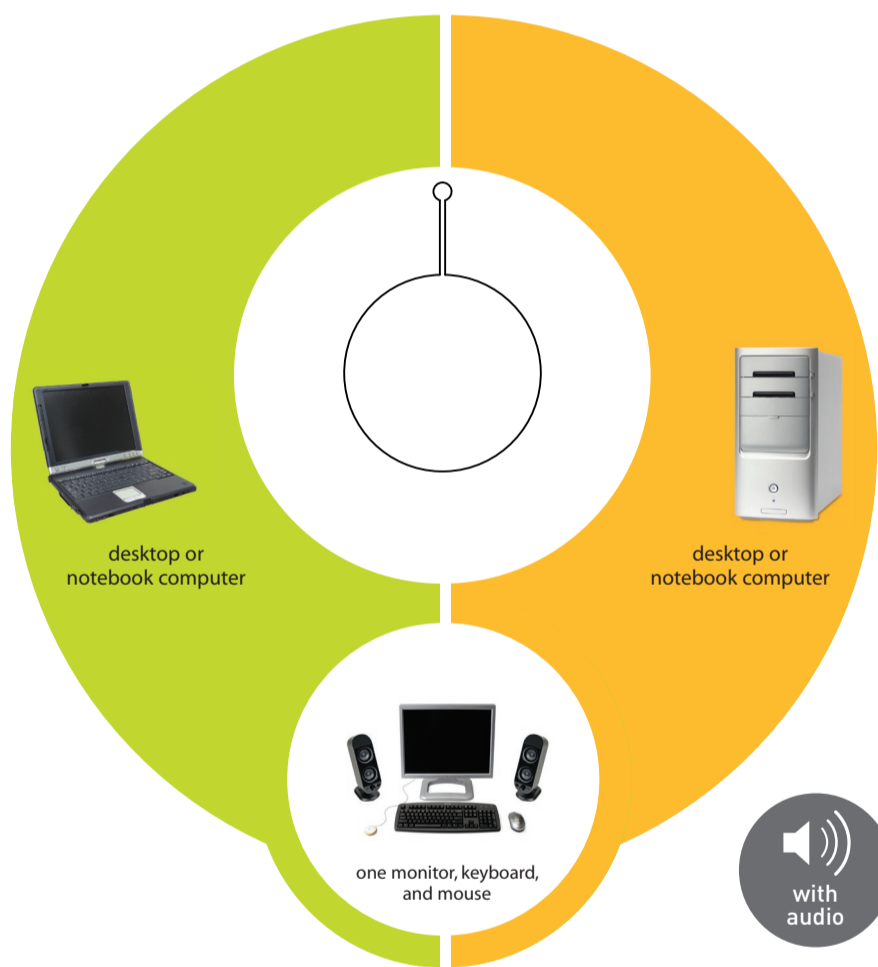 desktop or
notebook computer
desktop or
notebook computer
one monitor, keyboard,
and mouse
with
audio